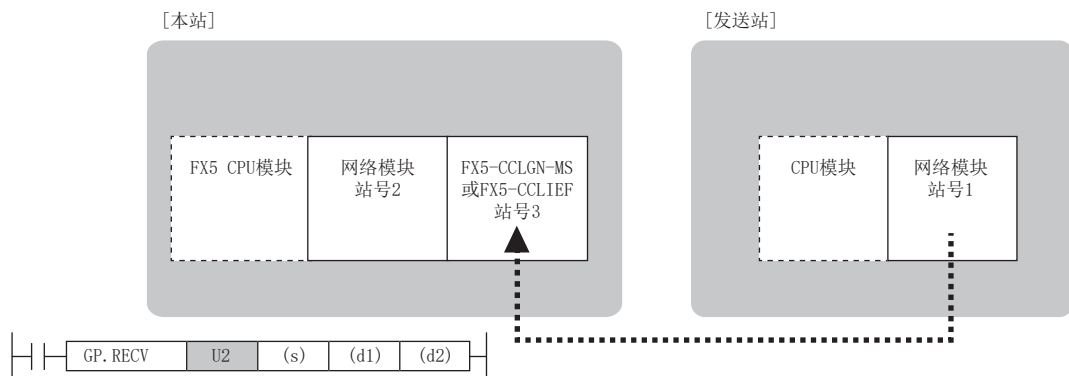 [本站]
[发送站]
FX5 CPU模块
网络模块
站号2
FX5-CCLGN-MS
或FX5-CCLIEF
站号3
CPU模块
网络模块
站号1
GP.RECV U2 (s) (d1) (d2)